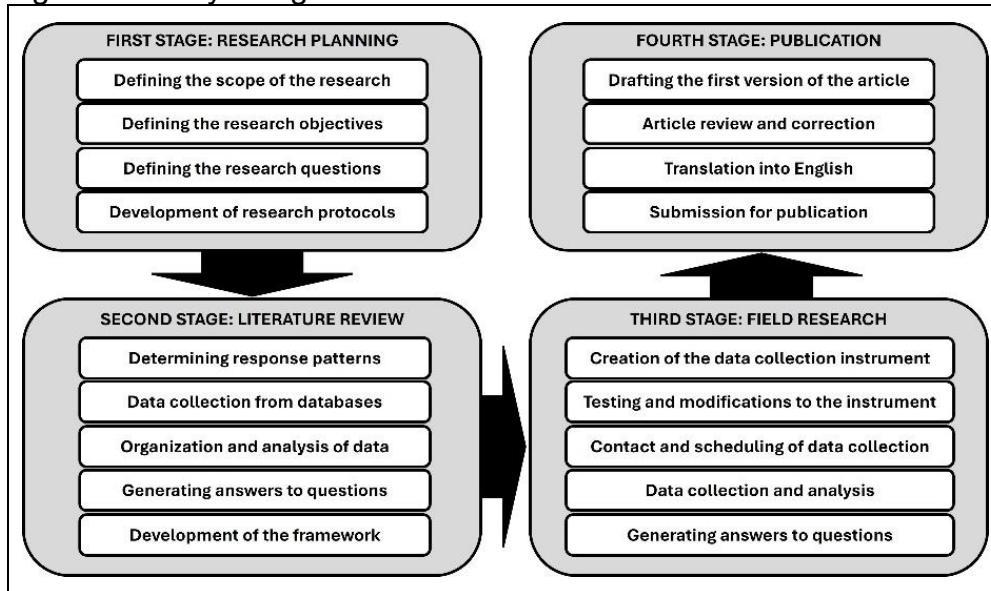 FIRST STAGE: RESEARCH PLANNING
Defining the scope of the research
Defining the research objectives
Defining the research questions
Development of research protocols
SECOND STAGE: LITERATURE REVIEW
Determining response patterns
Data collection from databases
Organization and analysis of data
Generating answers to questions
Development of the framework
THIRD STAGE: FIELD RESEARCH
Creation of the data collection instrument
Testing and modifications to the instrument
Contact and scheduling of data collection
Data collection and analysis
Generating answers to questions
FOURTH STAGE: PUBLICATION
Drafting the first version of the article
Article review and correction
Translation into English
Submission for publication